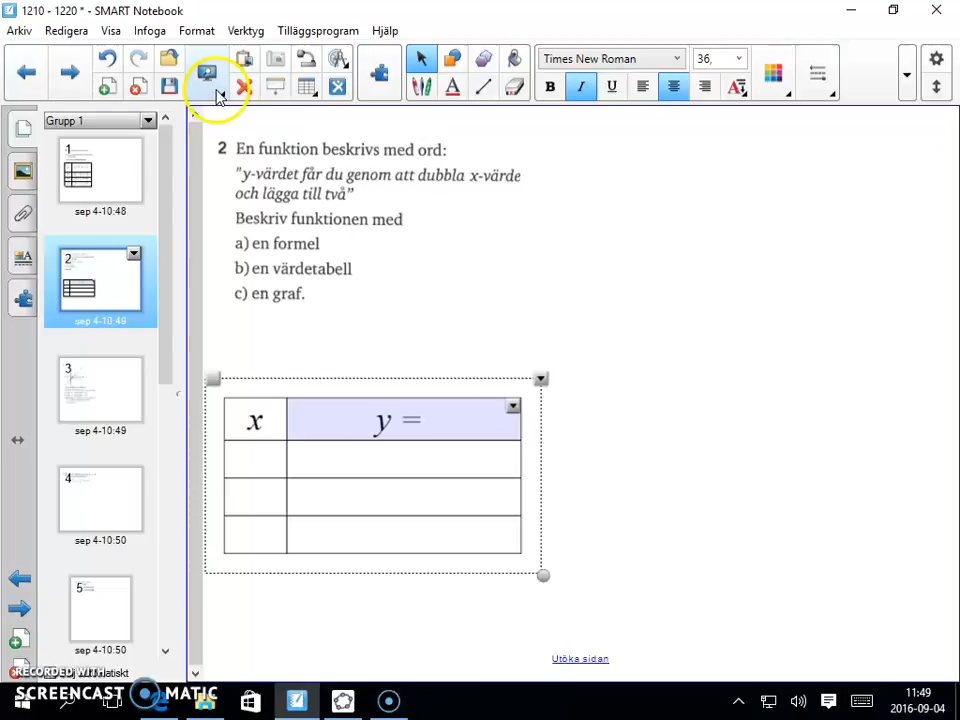 1210 - 1220 * - SMART Notebook
Arkiv Redigera Visa Infoga Format Verktyg Tilläggsprogram Hjälp
Times New Roman 36,
B I U
Grupp 1
1
sep 4-10:48
2
sep 4-10:49
3
sep 4-10:49
4
sep 4-10:50
5
sep 4-10:50
2 En funktion beskrivs med ord:
"y-värdet får du genom att dubbla x-värde
och lägga till två”
Beskriv funktionen med
a) en formel
b) en värdetabell
c) en graf.
x y =
Utöka sidan
RECORDED WITH
SCREENCAST MATIC
11:49
2016-09-04